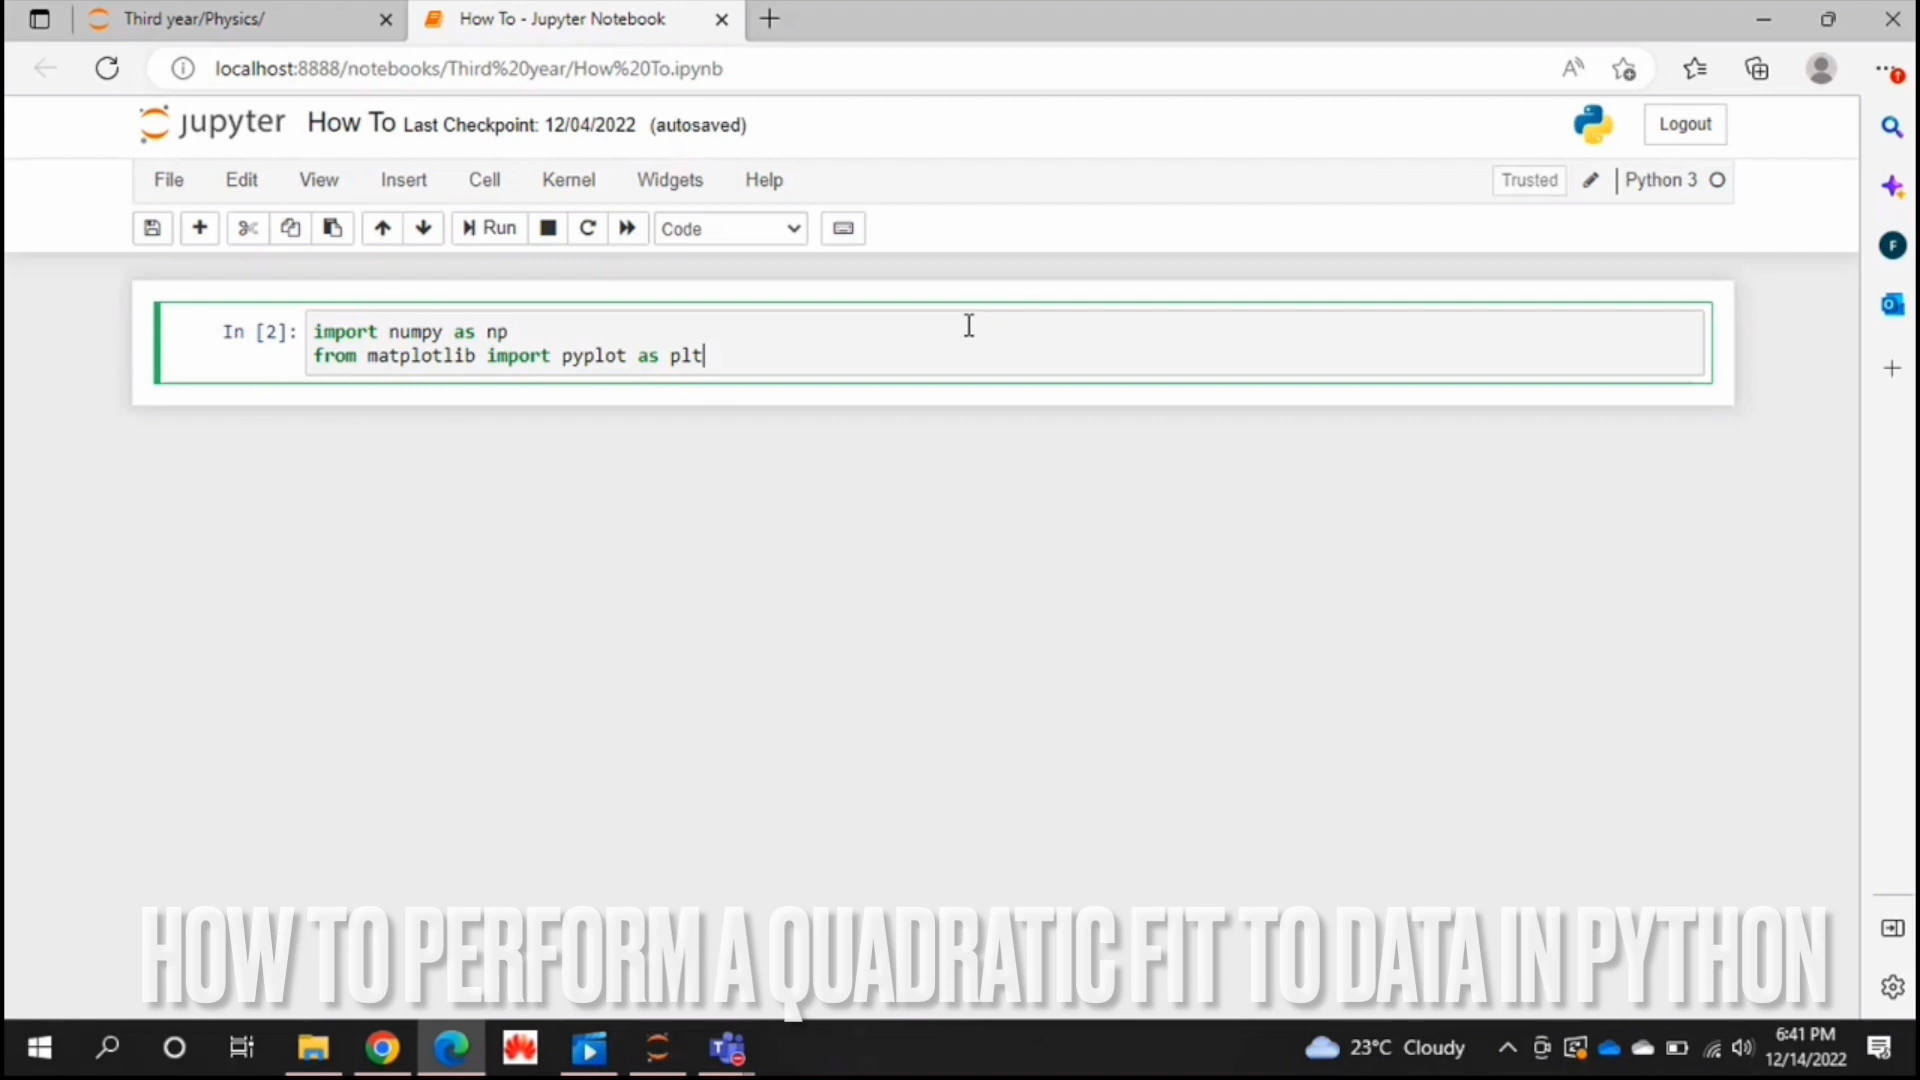 Third year/Physics/
How To - Jupyter Notebook
localhost:8888/notebooks/Third%20year/How%20To.ipynb
jupyter How To Last Checkpoint: 12/04/2022 (autosaved)
Logout
File Edit View Insert Cell Kernel Widgets Help
Trusted Python 3
Run Code
In [2]: import numpy as np
from matplotlib import pyplot as plt
HOW TO PERFORM A QUADRATIC FIT TO DATA IN PYTHON
23°C Cloudy
6:41 PM
12/14/2022